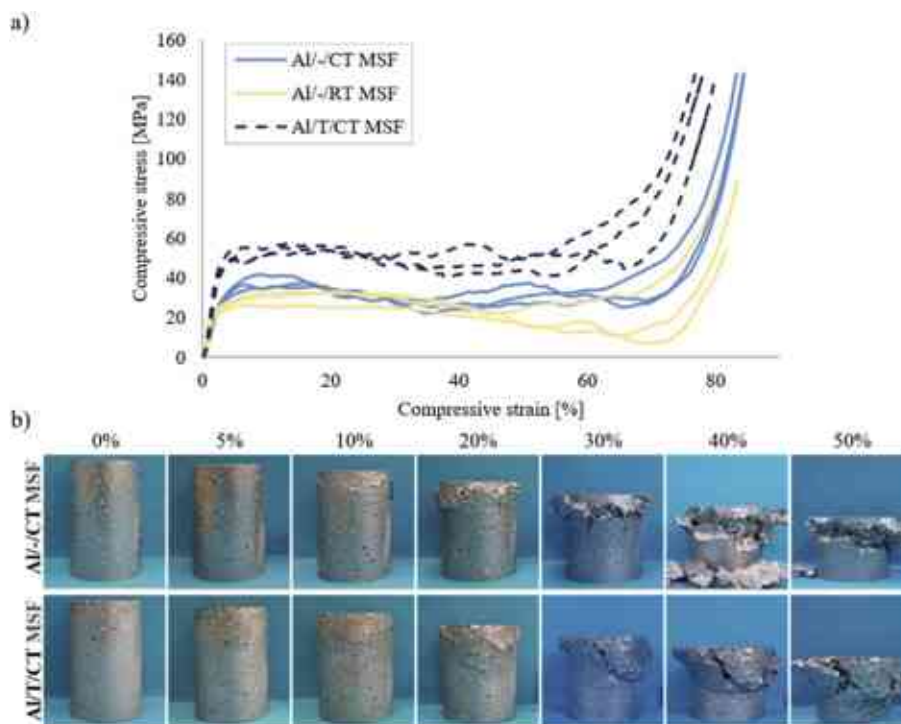 a)
160
140
120
100
80
60
40
20
0
Compressive stress [MPa]
Al/-/CT MSF
Al/-/RT MSF
Al/T/CT MSF
0 20 40 60 80
Compressive strain [%]
b)
0% 5% 10% 20% 30% 40% 50%
Al/-/CT MSF
Al/T/CT MSF